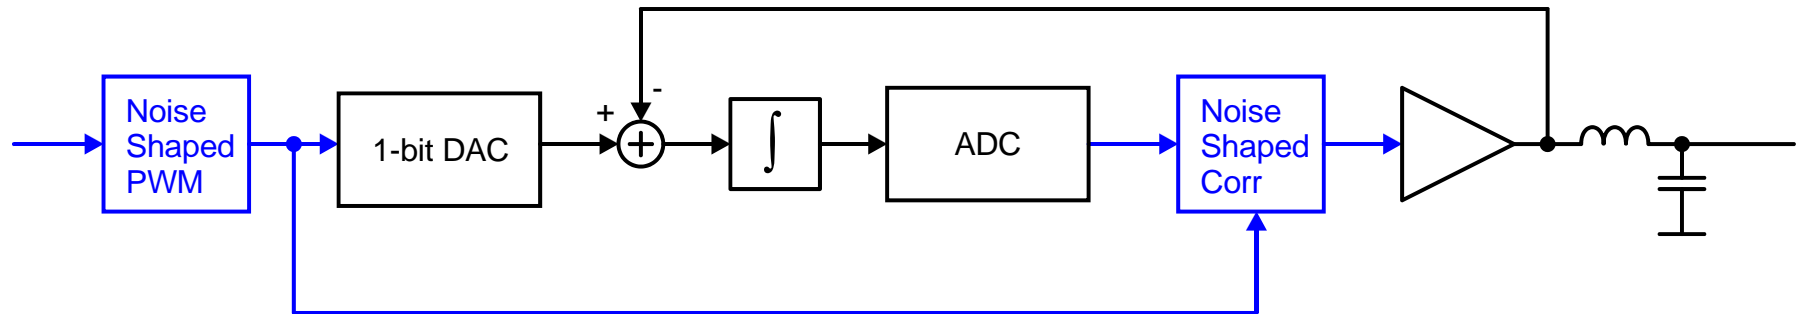 Noise
Shaped
PWM
1-bit DAC
+
-
∫
ADC
Noise
Shaped
Corr